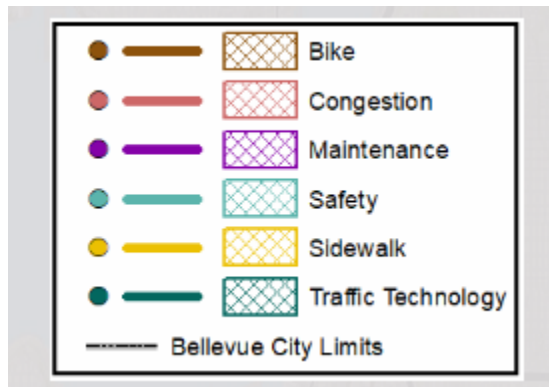 Bike
Congestion
Maintenance
Safety
Sidewalk
Traffic Technology
Bellevue City Limits